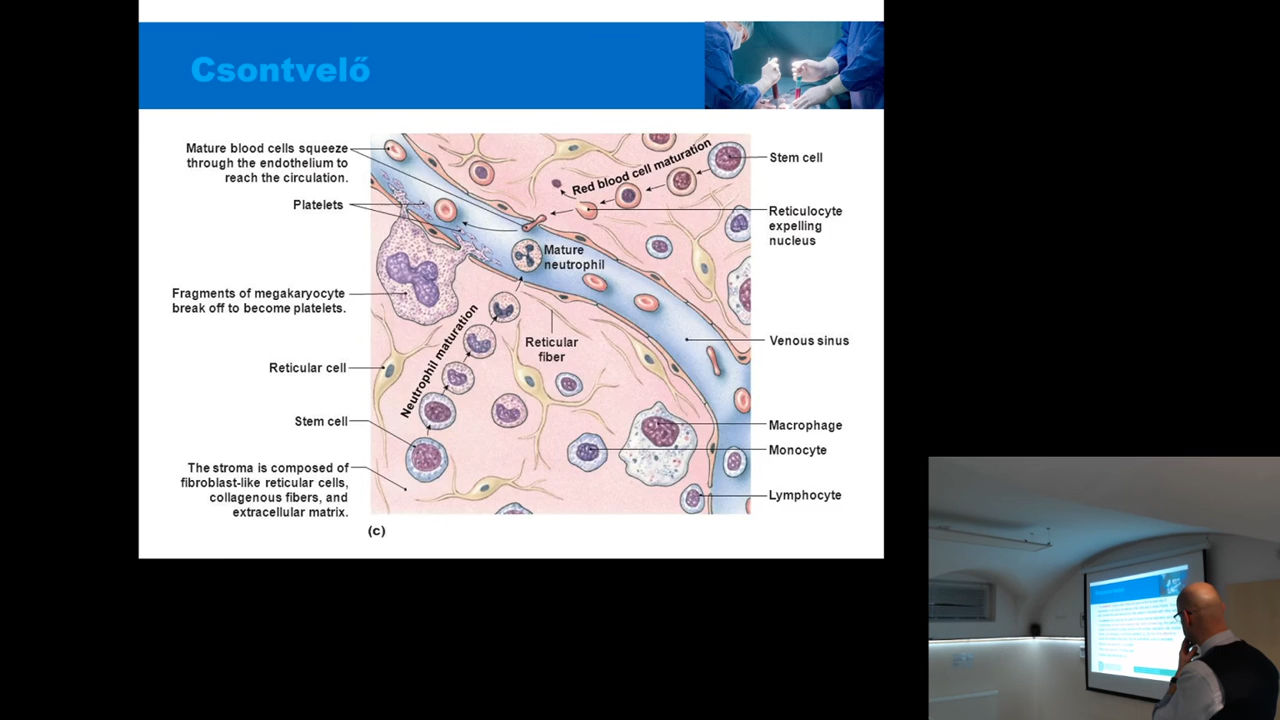 Csontvelő
Mature blood cells squeeze
through the endothelium to
reach the circulation.
Platelets
Fragments of megakaryocyte
break off to become platelets.
Reticular cell
Stem cell
The stroma is composed of
fibroblast-like reticular cells,
collagenous fibers, and
extracellular matrix.
Red blood cell maturation
Mature
neutrophil
Neutrophil maturation
Reticular
fiber
Stem cell
Reticulocyte
expelling
nucleus
Venous sinus
Macrophage
Monocyte
Lymphocyte
(c)